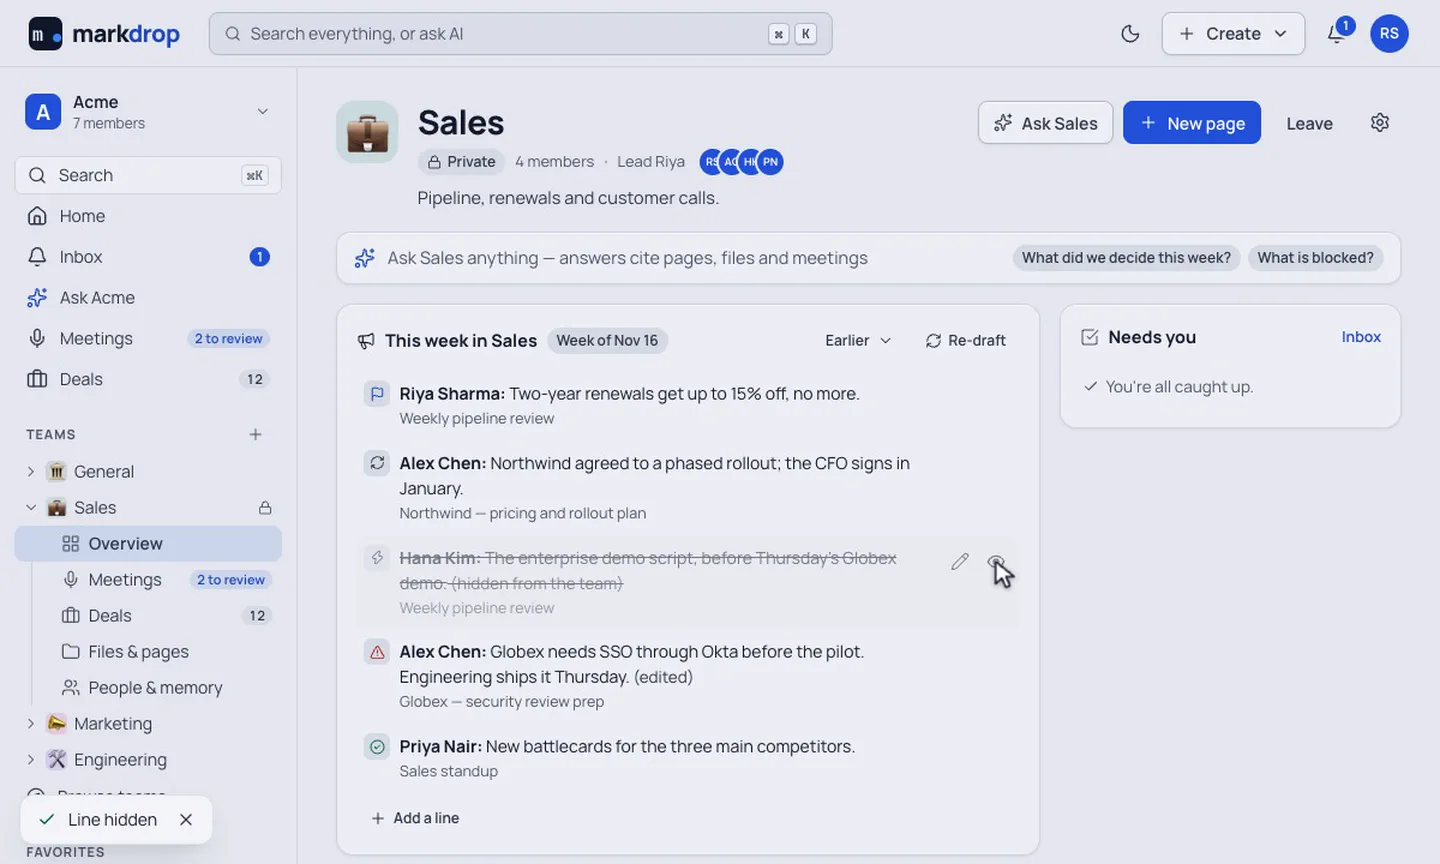 markdrop
Search everything, or ask AI
⌘ K
Create
1
RS
A
Acme
7 members
Search
⌘K
Home
Inbox
1
Ask Acme
Meetings
2 to review
Deals
12
TEAMS
General
Sales
Overview
Meetings
2 to review
Deals
12
Files & pages
People & memory
Marketing
Engineering
Line hidden
FAVORITES
Sales
Private
4 members · Lead Riya
RS
HK
PN
Pipeline, renewals and customer calls.
Ask Sales
New page
Leave
Ask Sales anything — answers cite pages, files and meetings
What did we decide this week?
What is blocked?
This week in Sales
Week of Nov 16
Earlier
Re-draft
Riya Sharma: Two-year renewals get up to 15% off, no more.
Weekly pipeline review
Alex Chen: Northwind agreed to a phased rollout; the CFO signs in
January.
Northwind — pricing and rollout plan
Hana Kim: The enterprise demo script, before Thursday's Globex
demo. (hidden from the team)
Weekly pipeline review
Alex Chen: Globex needs SSO through Okta before the pilot.
Engineering ships it Thursday. (edited)
Globex — security review prep
Priya Nair: New battlecards for the three main competitors.
Sales standup
Add a line
Needs you
Inbox
You're all caught up.